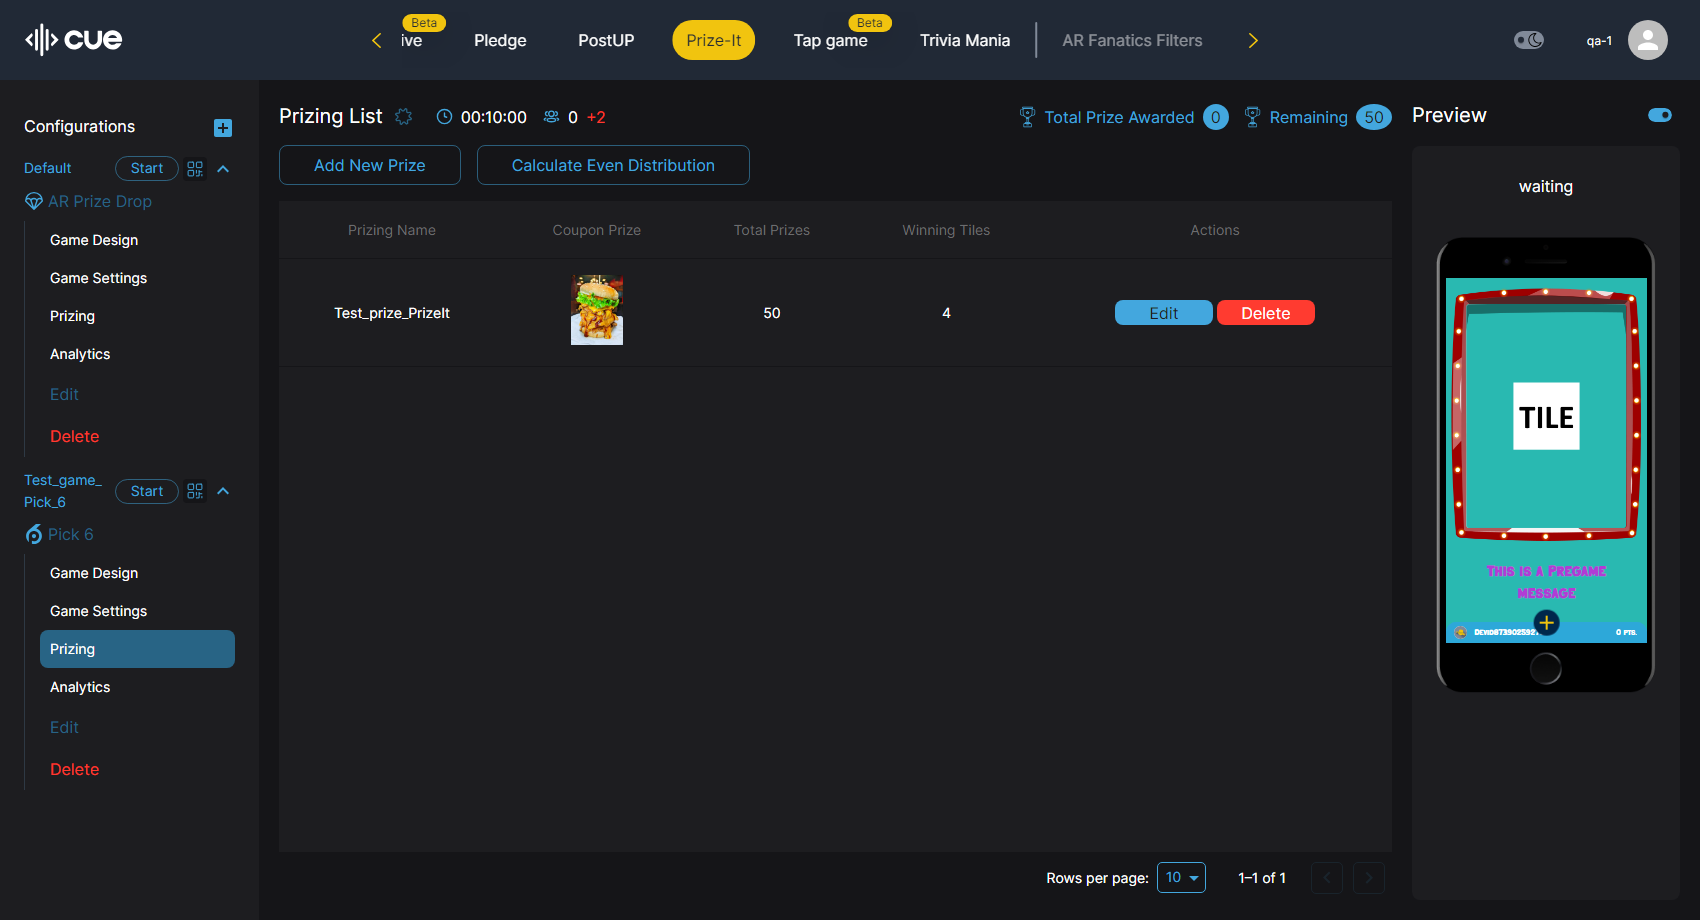 cue
Beta
ive
Pledge
PostUP
Prize-It
Beta
Tap game
Trivia Mania
AR Fanatics Filters
qa-1
Configurations
Default
Start
AR Prize Drop
Game Design
Game Settings
Prizing
Analytics
Edit
Delete
Test_game_
Pick_6
Start
Pick 6
Game Design
Game Settings
Prizing
Analytics
Edit
Delete
Prizing List
00:10:00
0 +2
Total Prize Awarded 0
Remaining 50
Add New Prize
Calculate Even Distribution
Prizing Name Coupon Prize Total Prizes Winning Tiles Actions
Test_prize_PrizeIt 50 4 Edit Delete
Rows per page: 10 1–1 of 1
Preview
waiting
TILE
THIS IS A PREGAME
MESSAGE
0 PTS.